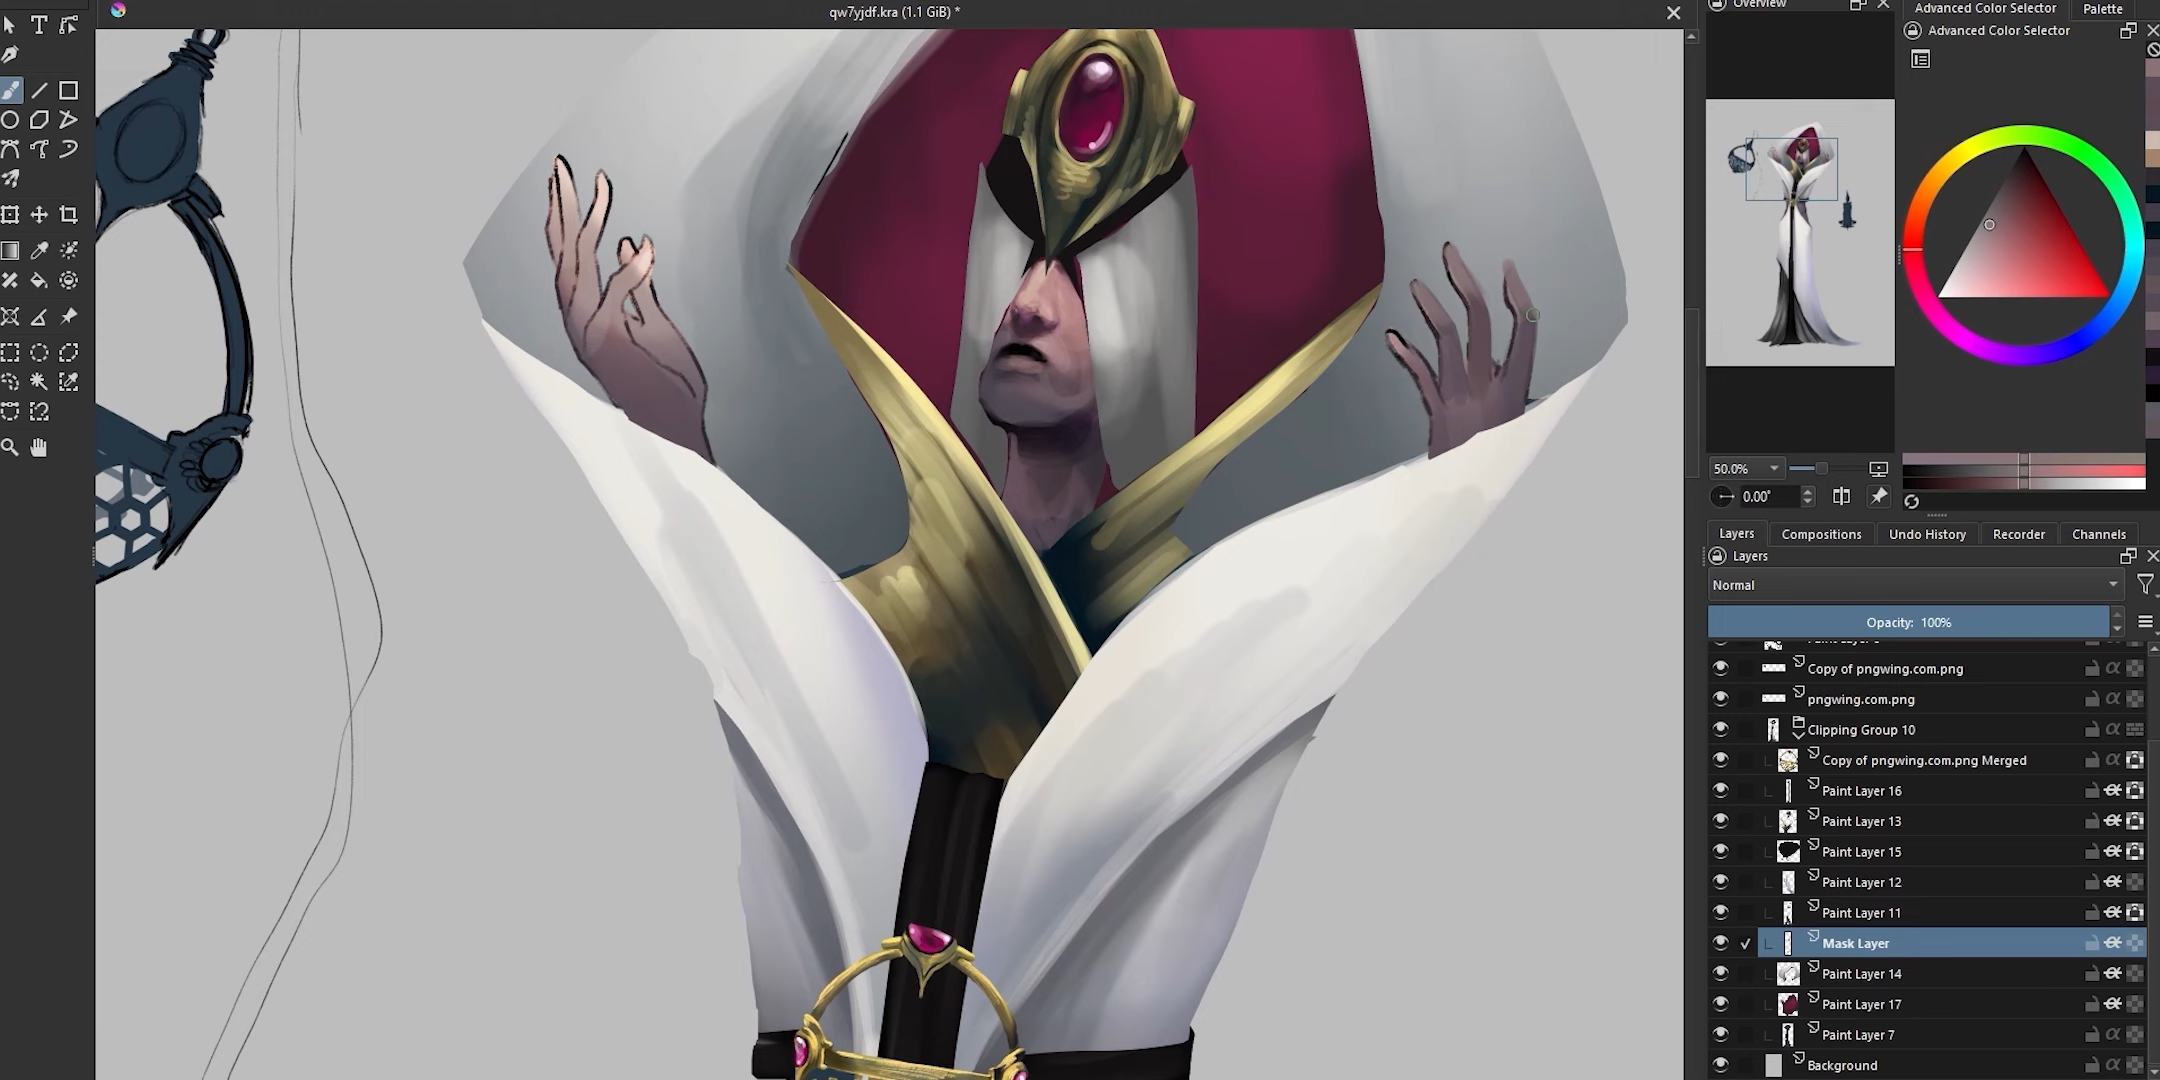 qw7yjdf.kra (1.1 GiB) *
Overview
Advanced Color Selector
Palette
Advanced Color Selector
50.0%
0.00°
Layers
Compositions
Undo History
Recorder
Channels
Layers
Normal
Opacity: 100%
Copy of pngwing.com.png
pngwing.com.png
Clipping Group 10
Copy of pngwing.com.png Merged
Paint Layer 16
Paint Layer 13
Paint Layer 15
Paint Layer 12
Paint Layer 11
Mask Layer
Paint Layer 14
Paint Layer 17
Paint Layer 7
Background